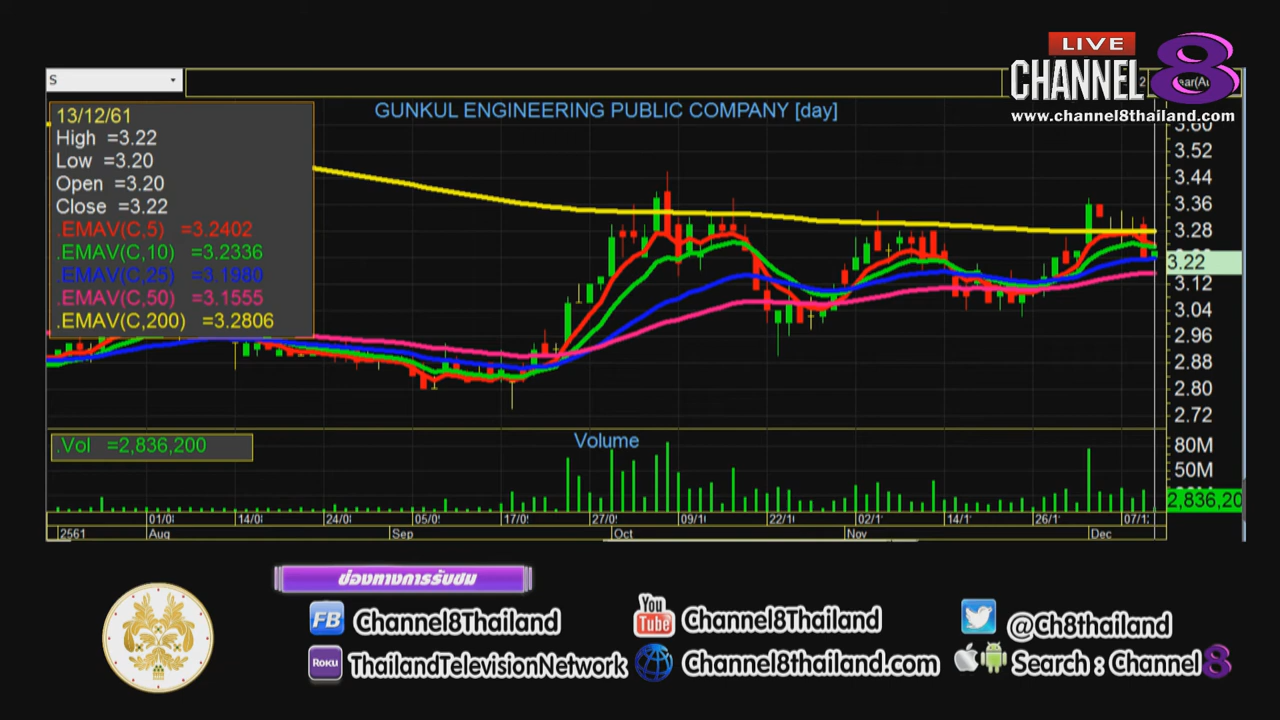 LIVE
CHANNEL 8
www.channel8thailand.com
S
GUNKUL ENGINEERING PUBLIC COMPANY [day]
13/12/61
High =3.22
Low =3.20
Open =3.20
Close =3.22
.EMAV(C,5) =3.2402
.EMAV(C,10) =3.2336
.EMAV(C,25) =3.1980
.EMAV(C,50) =3.1555
.EMAV(C,200) =3.2806
3.60
3.52
3.44
3.36
3.28
3.22
3.12
3.04
2.96
2.88
2.80
2.72
.Vol =2,836,200
Volume
80M
50M
2,836,20
01/0 14/0 24/0 05/0 17/0 27/0 09/1 22/1 02/1 14/1 26/1 07/1
2561 Aug Sep Oct Nov Dec
ช่องทางการรับชม
FB Channel8Thailand
You Tube Channel8Thailand
@Ch8thailand
Roku ThailandTelevisionNetwork
Channel8thailand.com
Search : Channel 8